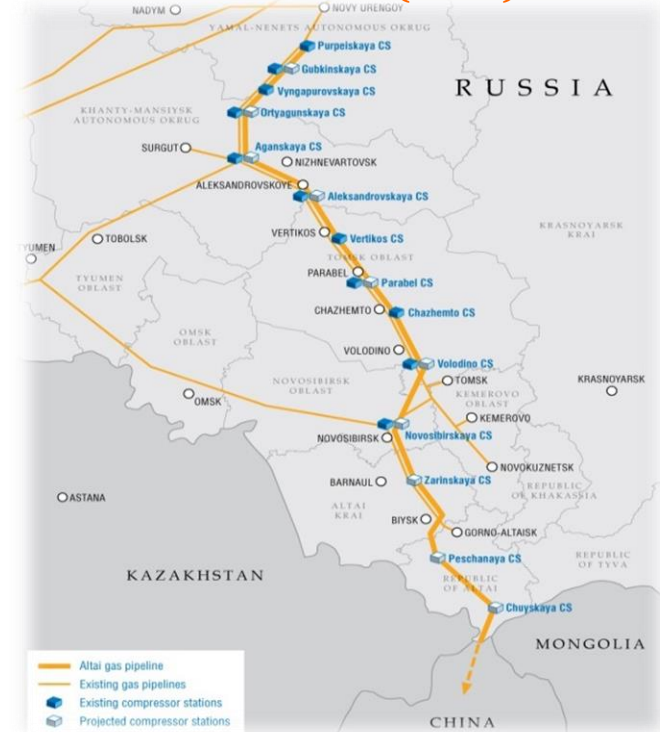 NADYM
NOVY URENGOY
YAMAL-NENETS AUTONOMOUS OKRUG
Purpeiskaya CS
Gubkinskaya CS
RUSSIA
Vyngapurovskaya CS
KHANTY-MANSIYSK
AUTONOMOUS OKRUG
Ortyagunskaya CS
SURGUT
Aganskaya CS
NIZHNEVARTOVSK
ALEKSANDROVSKOYE
Aleksandrovskaya CS
KRASNOYARSK
KRAI
VERTIKOS
Vertikos CS
TOBOLSK
TYUMEN
TOMSK OBLAST
PARABEL
Parabel CS
TYUMEN
OBLAST
CHAZHEMTO
Chazhemto CS
OMSK
OBLAST
VOLODINO
Volodino CS
TOMSK
KRASNOYARSK
NOVOSIBIRSK
OBLAST
KEMEROVO
OBLAST
OMSK
KEMEROVO
NOVOSIBIRSK
Novosibirskaya CS
NOVOKUZNETSK
BARNAUL
Zarinskaya CS
REPUBLIC
OF KHAKASSIA
ASTANA
ALTAI
KRAI
BIYSK
GORNO-ALTAISK
Peschanaya CS
REPUBLIC
OF TYVA
KAZAKHSTAN
REPUBLIC
OF ALTAI
Chuyskaya CS
MONGOLIA
Altai gas pipeline
Existing gas pipelines
Existing compressor stations
Projected compressor stations
CHINA